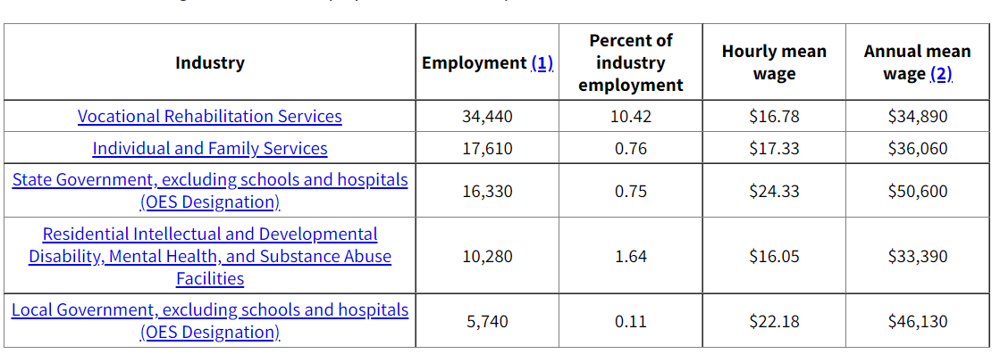 Industry
Employment (1)
Percent of
industry
employment
Hourly mean
wage
Annual mean
wage (2)
Vocational Rehabilitation Services
34,440
10.42
$16.78
$34,890
Individual and Family Services
17,610
0.76
$17.33
$36,060
State Government, excluding schools and hospitals
(OES Designation)
16,330
0.75
$24.33
$50,600
Residential Intellectual and Developmental
Disability, Mental Health, and Substance Abuse
Facilities
10,280
1.64
$16.05
$33,390
Local Government, excluding schools and hospitals
(OES Designation)
5,740
0.11
$22.18
$46,130